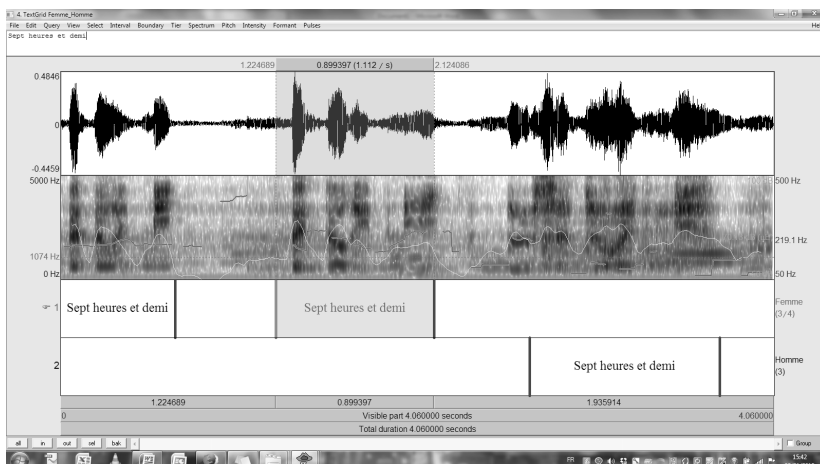 4. TextGrid Femme_Homme
File Edit Query View Select Interval Boundary Tier Spectrum Pitch Intensity Formant Pulses Hel
Sept heures et demi
1.224689 0.899397 (1.112 / s) 2.124086
0.4846
0
-0.4459
5000 Hz 500 Hz
219.1 Hz
1074 Hz
0 Hz 50 Hz
1 Sept heures et demi Sept heures et demi Femme
(3/4)
2 Sept heures et demi Homme
(3)
1.224689 0.899397 1.935914
0 Visible part 4.060000 seconds 4.060000
Total duration 4.060000 seconds
all in out sel bak Group
FR 15:42